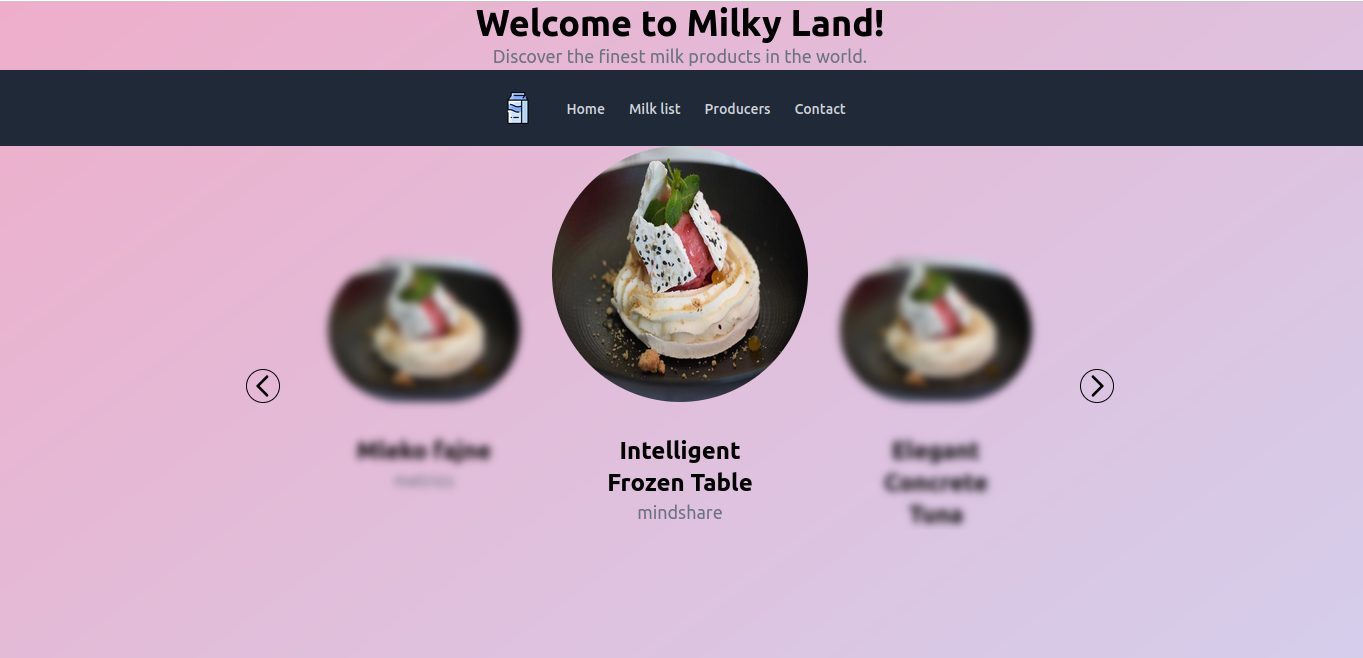 Welcome to Milky Land!
Discover the finest milk products in the world.
Home Milk list Producers Contact
Mleko fajne
metrics
Intelligent
Frozen Table
mindshare
Elegant
Concrete
Tuna